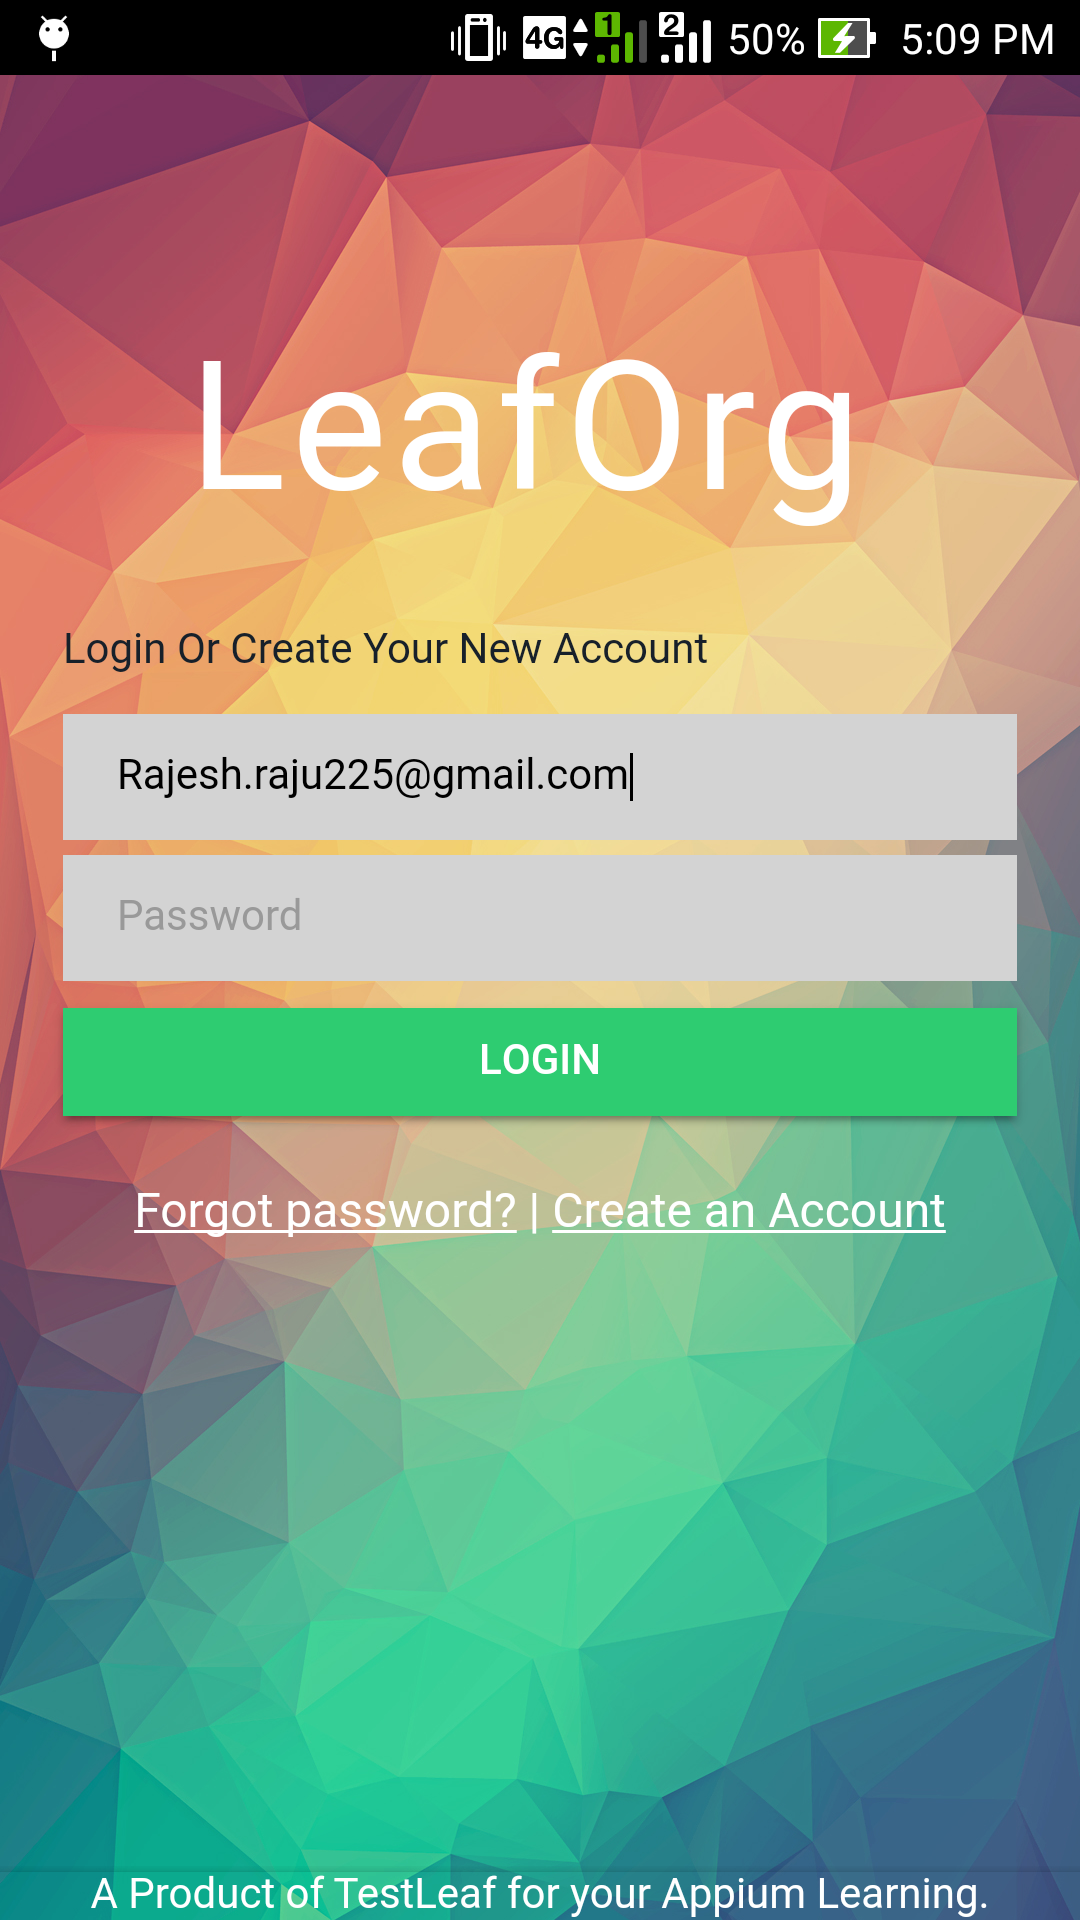 4G 1 2 50% 5:09 PM
LeafOrg
Login Or Create Your New Account
Rajesh.raju225@gmail.com
Password
LOGIN
Forgot password? | Create an Account
A Product of TestLeaf for your Appium Learning.